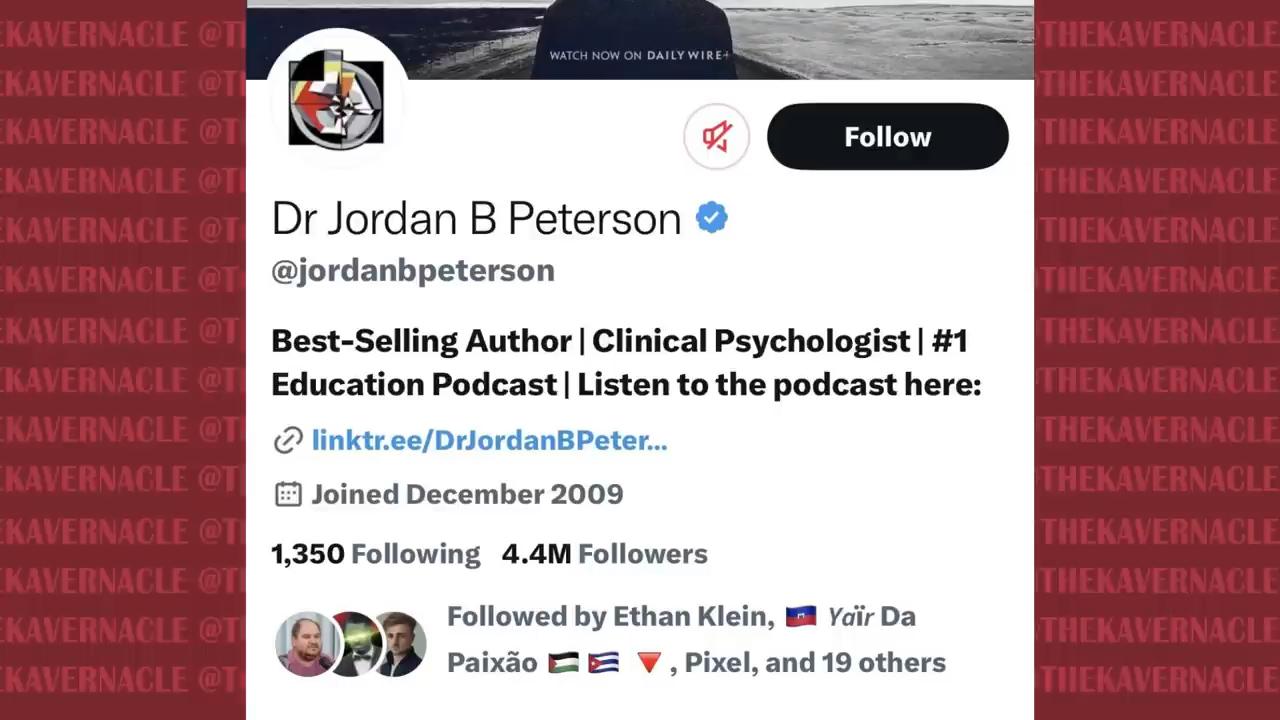 WATCH NOW ON DAILYWIRE+
Follow
Dr Jordan B Peterson
@jordanbpeterson
Best-Selling Author | Clinical Psychologist | #1
Education Podcast | Listen to the podcast here:
linktr.ee/DrJordanBPeter...
Joined December 2009
1,350 Following 4.4M Followers
Followed by Ethan Klein, 🇭🇹 Yaïr Da
Paixão 🇵🇸 🇨🇺 🔻, Pixel, and 19 others
@THEKAVERNACLE